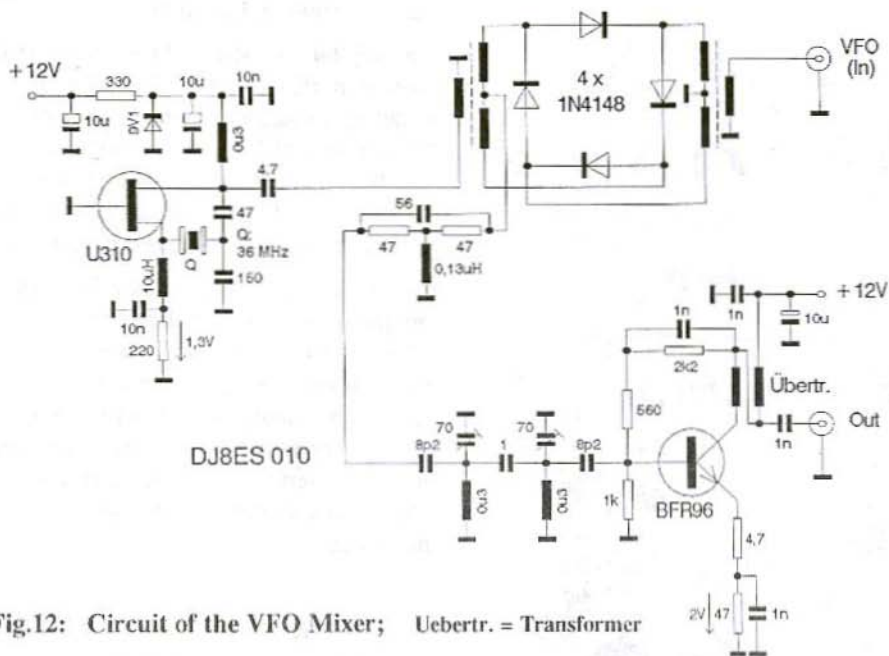 +12V
330
10u
10n
10u
9V1
0u3
4 x
1N4148
VFO
(In)
4,7
47
Q:
36 MHz
U310
Q
10uH
150
10n
220
1,3V
56
47
47
0,13uH
+12V
1n
10u
1n
2k2
Übertr.
560
Out
1n
70
70
8p2
1
8p2
0u3
0u3
1k
BFR96
DJ8ES 010
4,7
2V
47
1n
Fig.12: Circuit of the VFO Mixer; Uebertr. = Transformer